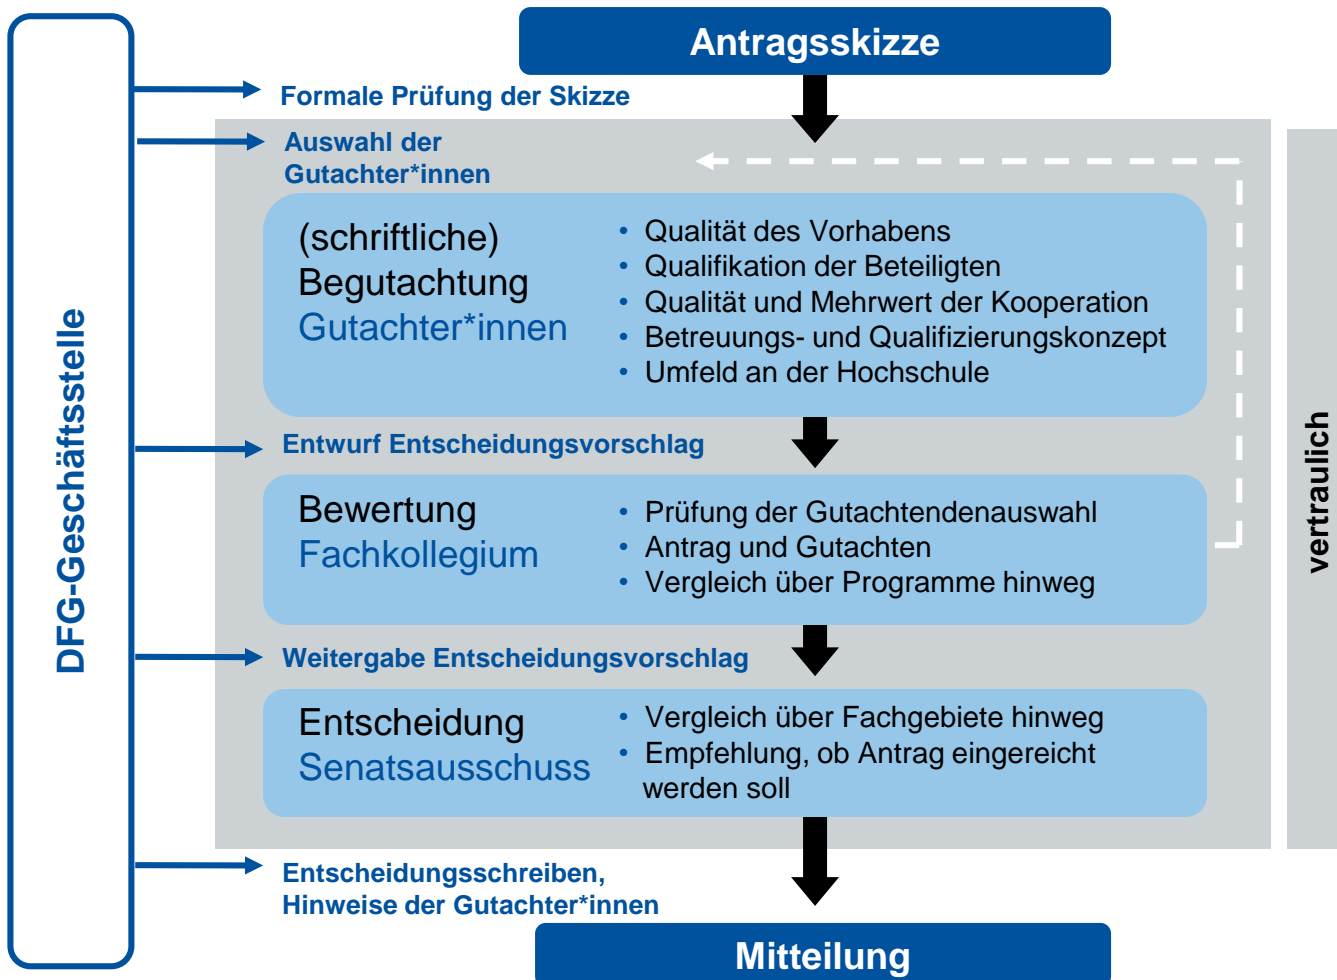 DFG-Geschäftsstelle
Antragsskizze
Formale Prüfung der Skizze
Auswahl der
Gutachter*innen
(schriftliche)
Begutachtung
Gutachter*innen
• Qualität des Vorhabens
• Qualifikation der Beteiligten
• Qualität und Mehrwert der Kooperation
• Betreuungs- und Qualifizierungskonzept
• Umfeld an der Hochschule
Entwurf Entscheidungsvorschlag
Bewertung
Fachkollegium
• Prüfung der Gutachtendenauswahl
• Antrag und Gutachten
• Vergleich über Programme hinweg
Weitergabe Entscheidungsvorschlag
Entscheidung
Senatsausschuss
• Vergleich über Fachgebiete hinweg
• Empfehlung, ob Antrag eingereicht
werden soll
Entscheidungsschreiben,
Hinweise der Gutachter*innen
Mitteilung
vertraulich